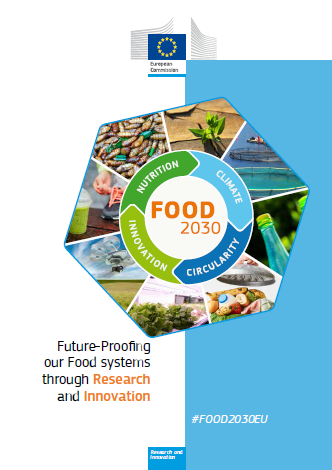 European
Commission
NUTRITION
CLIMATE
CIRCULARITY
INNOVATION
FOOD
2030
Future-Proofing
our Food systems
through Research
and Innovation
#FOOD2030EU
Research and
Innovation